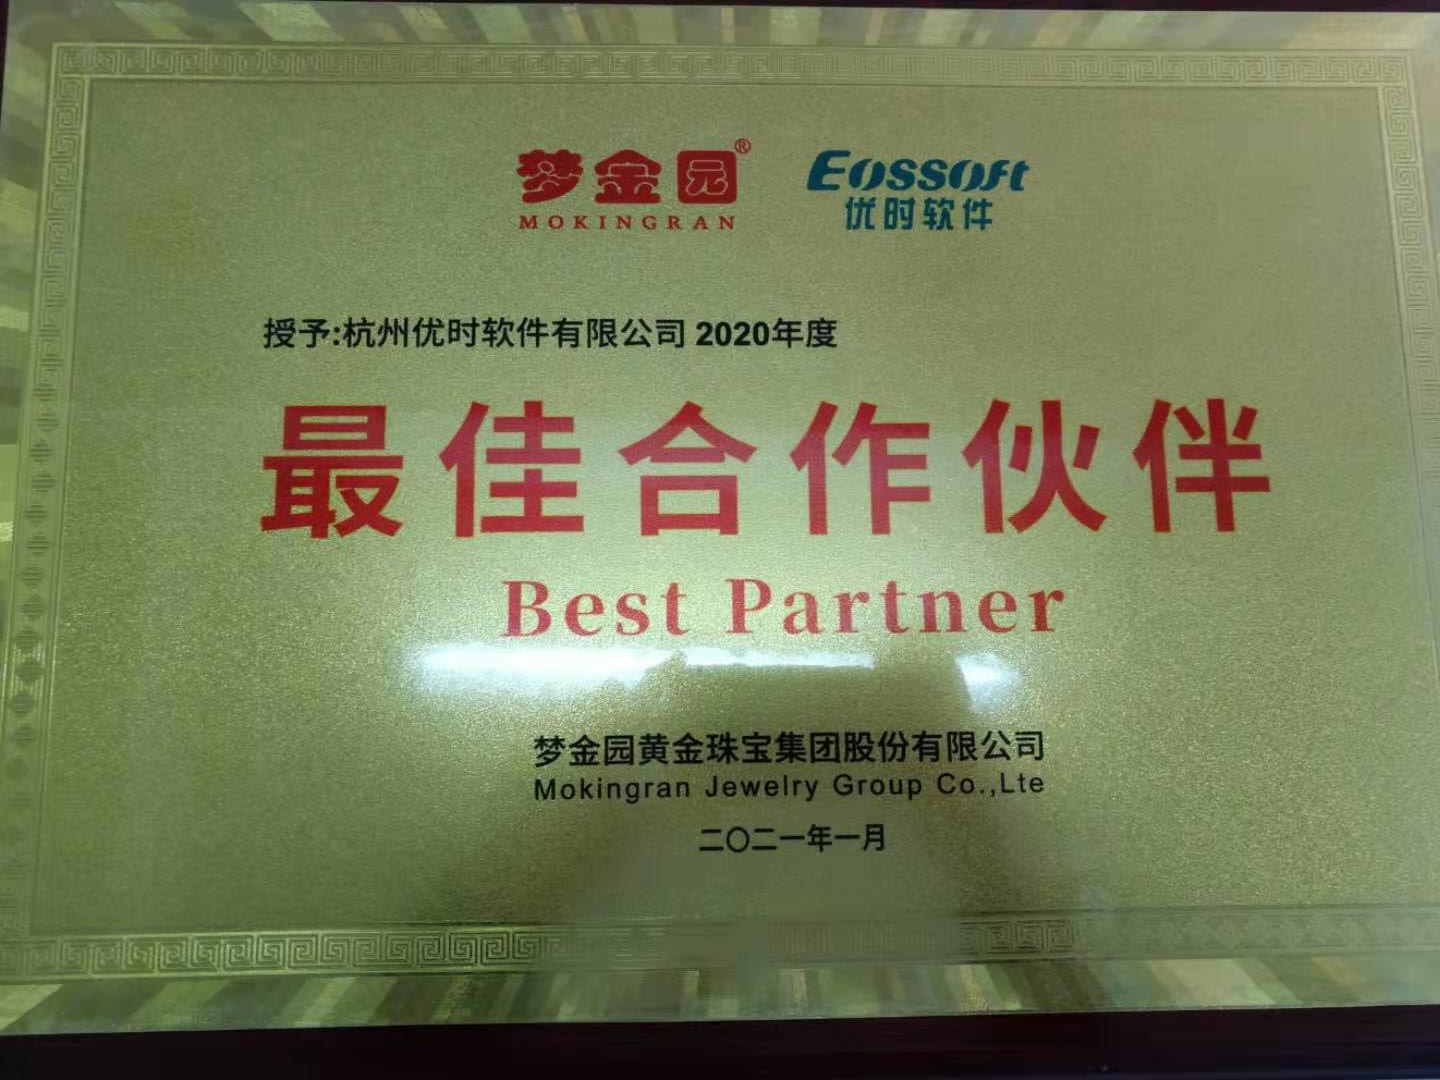 梦金园® Eossoft
MOKINGRAN 优时软件
授予:杭州优时软件有限公司 2020年度
最佳合作伙伴
Best Partner
梦金园黄金珠宝集团股份有限公司
Mokingran Jewelry Group Co.,Lte
二〇二一年一月